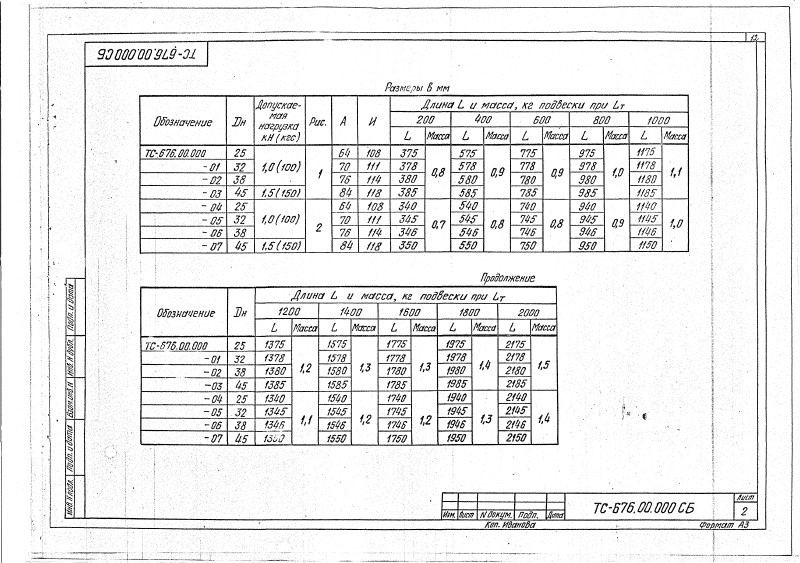 12
ТС-676.00.000СБ
Размеры в мм
Обозначение Dн Допускаемая нагрузка кН (кгс) Рис. А И Длина L и масса, кг подвески при Lт
200 400 600 800 1000
L Масса L Масса L Масса L Масса L Масса
ТС-676.00.000 25 1,0(100) 1 64 108 375 0,8 575 0,9 775 0,9 975 1,0 1175 1,1
-01 32 70 111 378 578 778 978 1178
-02 38 76 114 380 580 780 980 1180
-03 45 1,5(150) 84 118 385 585 785 985 1185
-04 25 1,0(100) 2 64 108 340 0,7 540 0,8 740 0,8 940 0,9 1140 1,0
-05 32 70 111 345 545 745 945 1145
-06 38 76 114 346 546 746 946 1146
-07 45 1,5(150) 84 118 350 550 750 950 1150
Продолжение
Обозначение Dн Длина L и масса, кг подвески при Lт
1200 1400 1600 1800 2000
L Масса L Масса L Масса L Масса L Масса
ТС-676.00.000 25 1375 1,2 1575 1,3 1775 1,3 1975 1,4 2175 1,5
-01 32 1378 1578 1778 1978 2178
-02 38 1380 1580 1780 1980 2180
-03 45 1385 1585 1785 1985 2185
-04 25 1340 1,1 1540 1,2 1740 1,2 1940 1,3 2140 1,4
-05 32 1345 1545 1745 1945 2145
-06 38 1346 1546 1746 1946 2146
-07 45 1350 1550 1750 1950 2150
Инв.N подл. Подп. и дата Взам.инв.N Инв.N дубл. Подп. и дата
Изм. Лист N докум. Подп. Дата
ТС-676.00.000 СБ
Лист
2
Коп. Иванова
Формат А3